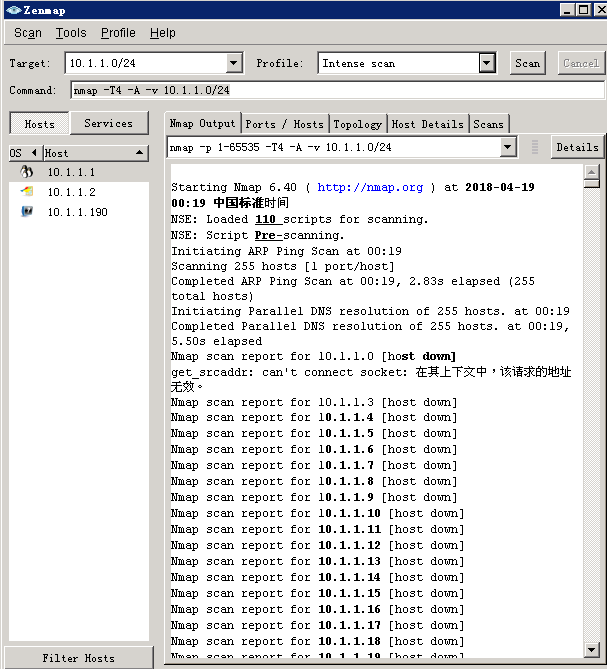 Zenmap
Scan Tools Profile Help
Target: 10.1.1.0/24 Profile: Intense scan Scan Cancel
Command: nmap -T4 -A -v 10.1.1.0/24
Hosts Services
Nmap Output Ports / Hosts Topology Host Details Scans
OS Host
nmap -p 1-65535 -T4 -A -v 10.1.1.0/24 Details
10.1.1.1
10.1.1.2
10.1.1.190
Starting Nmap 6.40 ( http://nmap.org ) at 2018-04-19
00:19 中国标准时间
NSE: Loaded 110 scripts for scanning.
NSE: Script Pre-scanning.
Initiating ARP Ping Scan at 00:19
Scanning 255 hosts [1 port/host]
Completed ARP Ping Scan at 00:19, 2.83s elapsed (255
total hosts)
Initiating Parallel DNS resolution of 255 hosts. at 00:19
Completed Parallel DNS resolution of 255 hosts. at 00:19,
5.50s elapsed
Nmap scan report for 10.1.1.0 [host down]
get_srcaddr: can't connect socket: 在其上下文中，该请求的地址
无效。
Nmap scan report for 10.1.1.3 [host down]
Nmap scan report for 10.1.1.4 [host down]
Nmap scan report for 10.1.1.5 [host down]
Nmap scan report for 10.1.1.6 [host down]
Nmap scan report for 10.1.1.7 [host down]
Nmap scan report for 10.1.1.8 [host down]
Nmap scan report for 10.1.1.9 [host down]
Nmap scan report for 10.1.1.10 [host down]
Nmap scan report for 10.1.1.11 [host down]
Nmap scan report for 10.1.1.12 [host down]
Nmap scan report for 10.1.1.13 [host down]
Nmap scan report for 10.1.1.14 [host down]
Nmap scan report for 10.1.1.15 [host down]
Nmap scan report for 10.1.1.16 [host down]
Nmap scan report for 10.1.1.17 [host down]
Nmap scan report for 10.1.1.18 [host down]
Nmap scan report for 10.1.1.19 [host down]
Filter Hosts